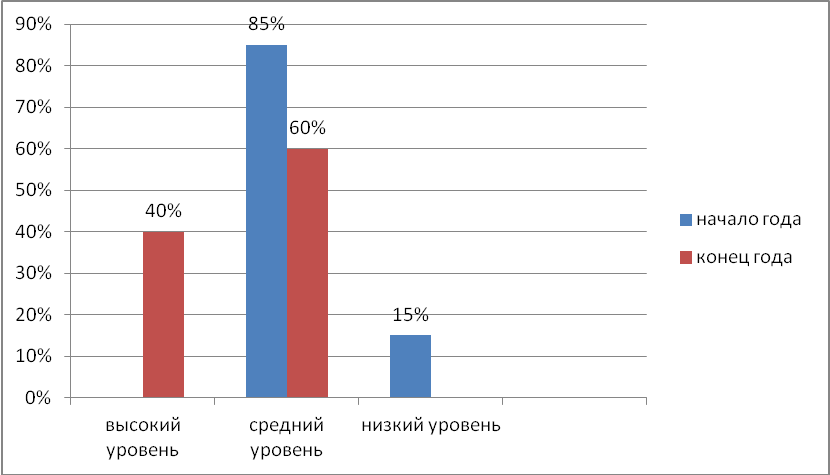 90%
80%
70%
60%
50%
40%
30%
20%
10%
0%
40%
85%
60%
15%
высокий
уровень
средний
уровень
низкий уровень
начало года
конец года